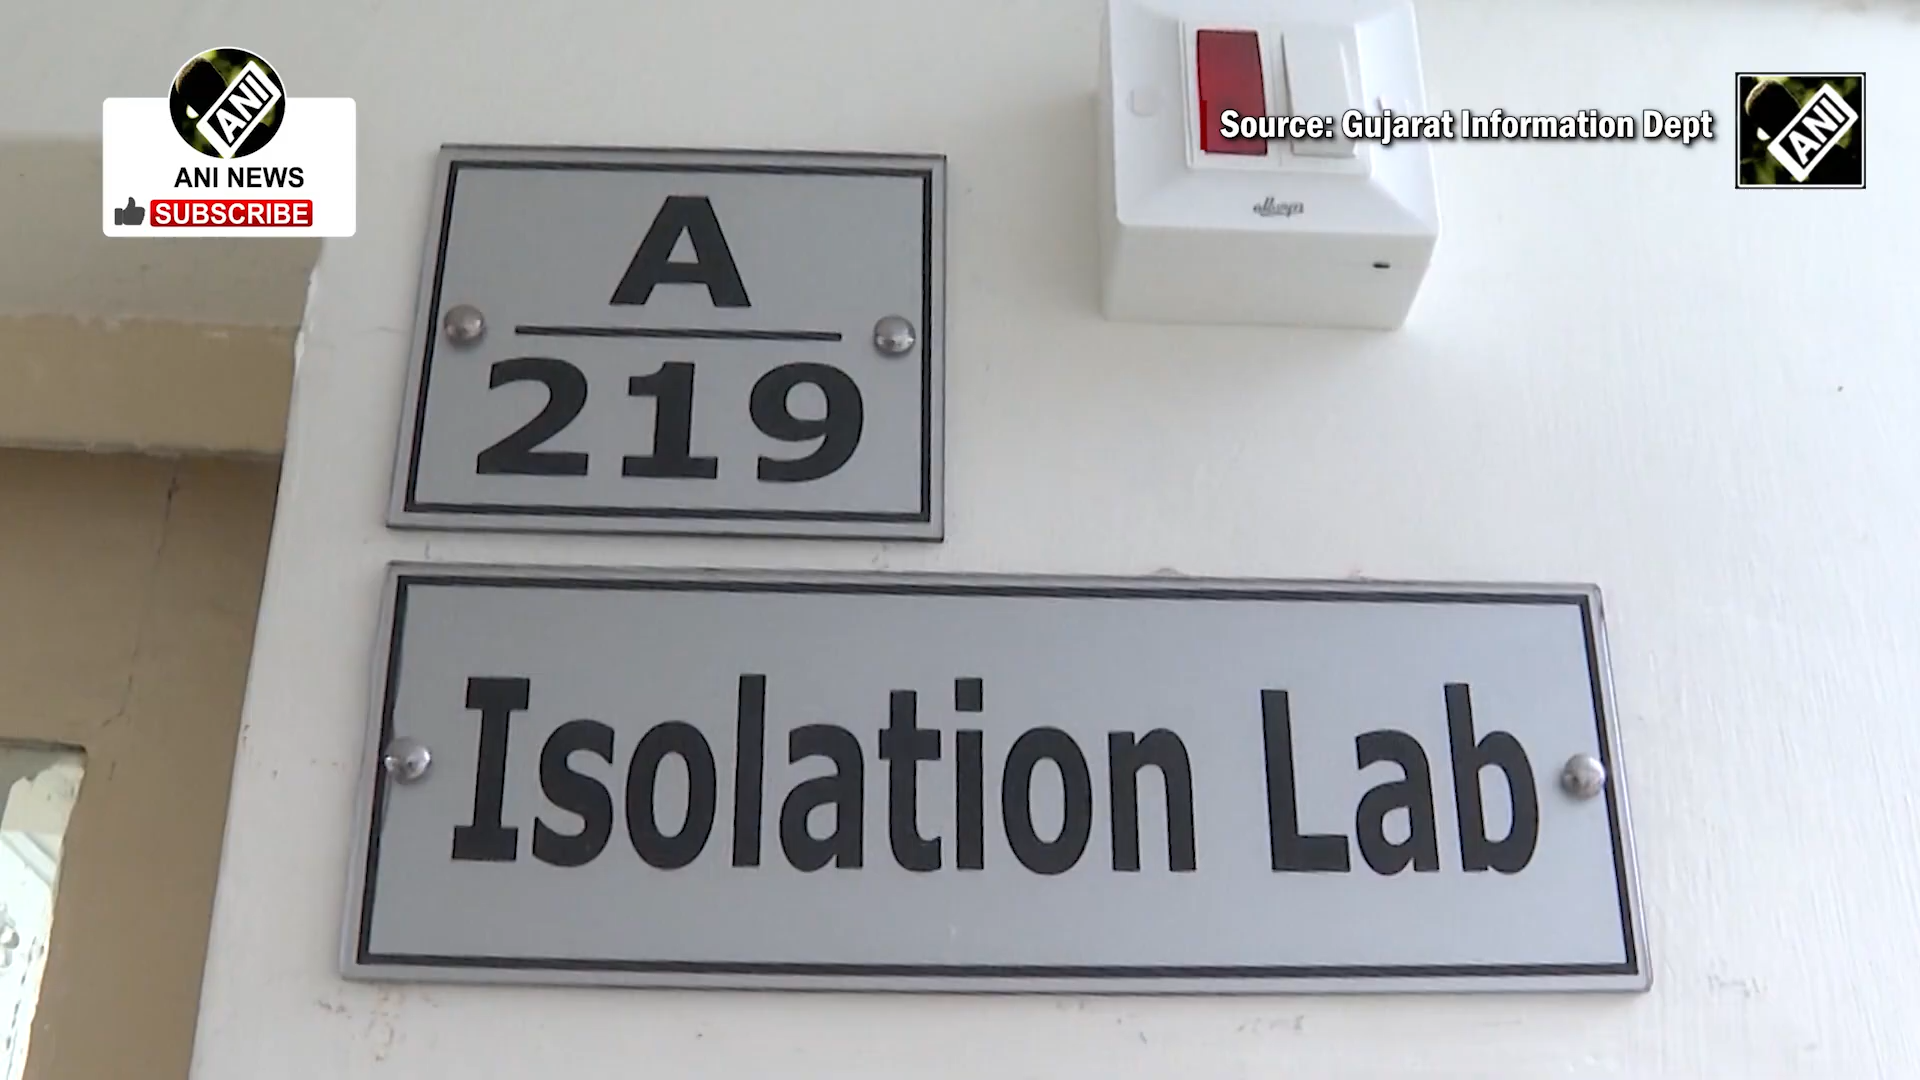 ANI
ANI NEWS
SUBSCRIBE
Source: Gujarat Information Dept
ANI
A
219
Isolation Lab